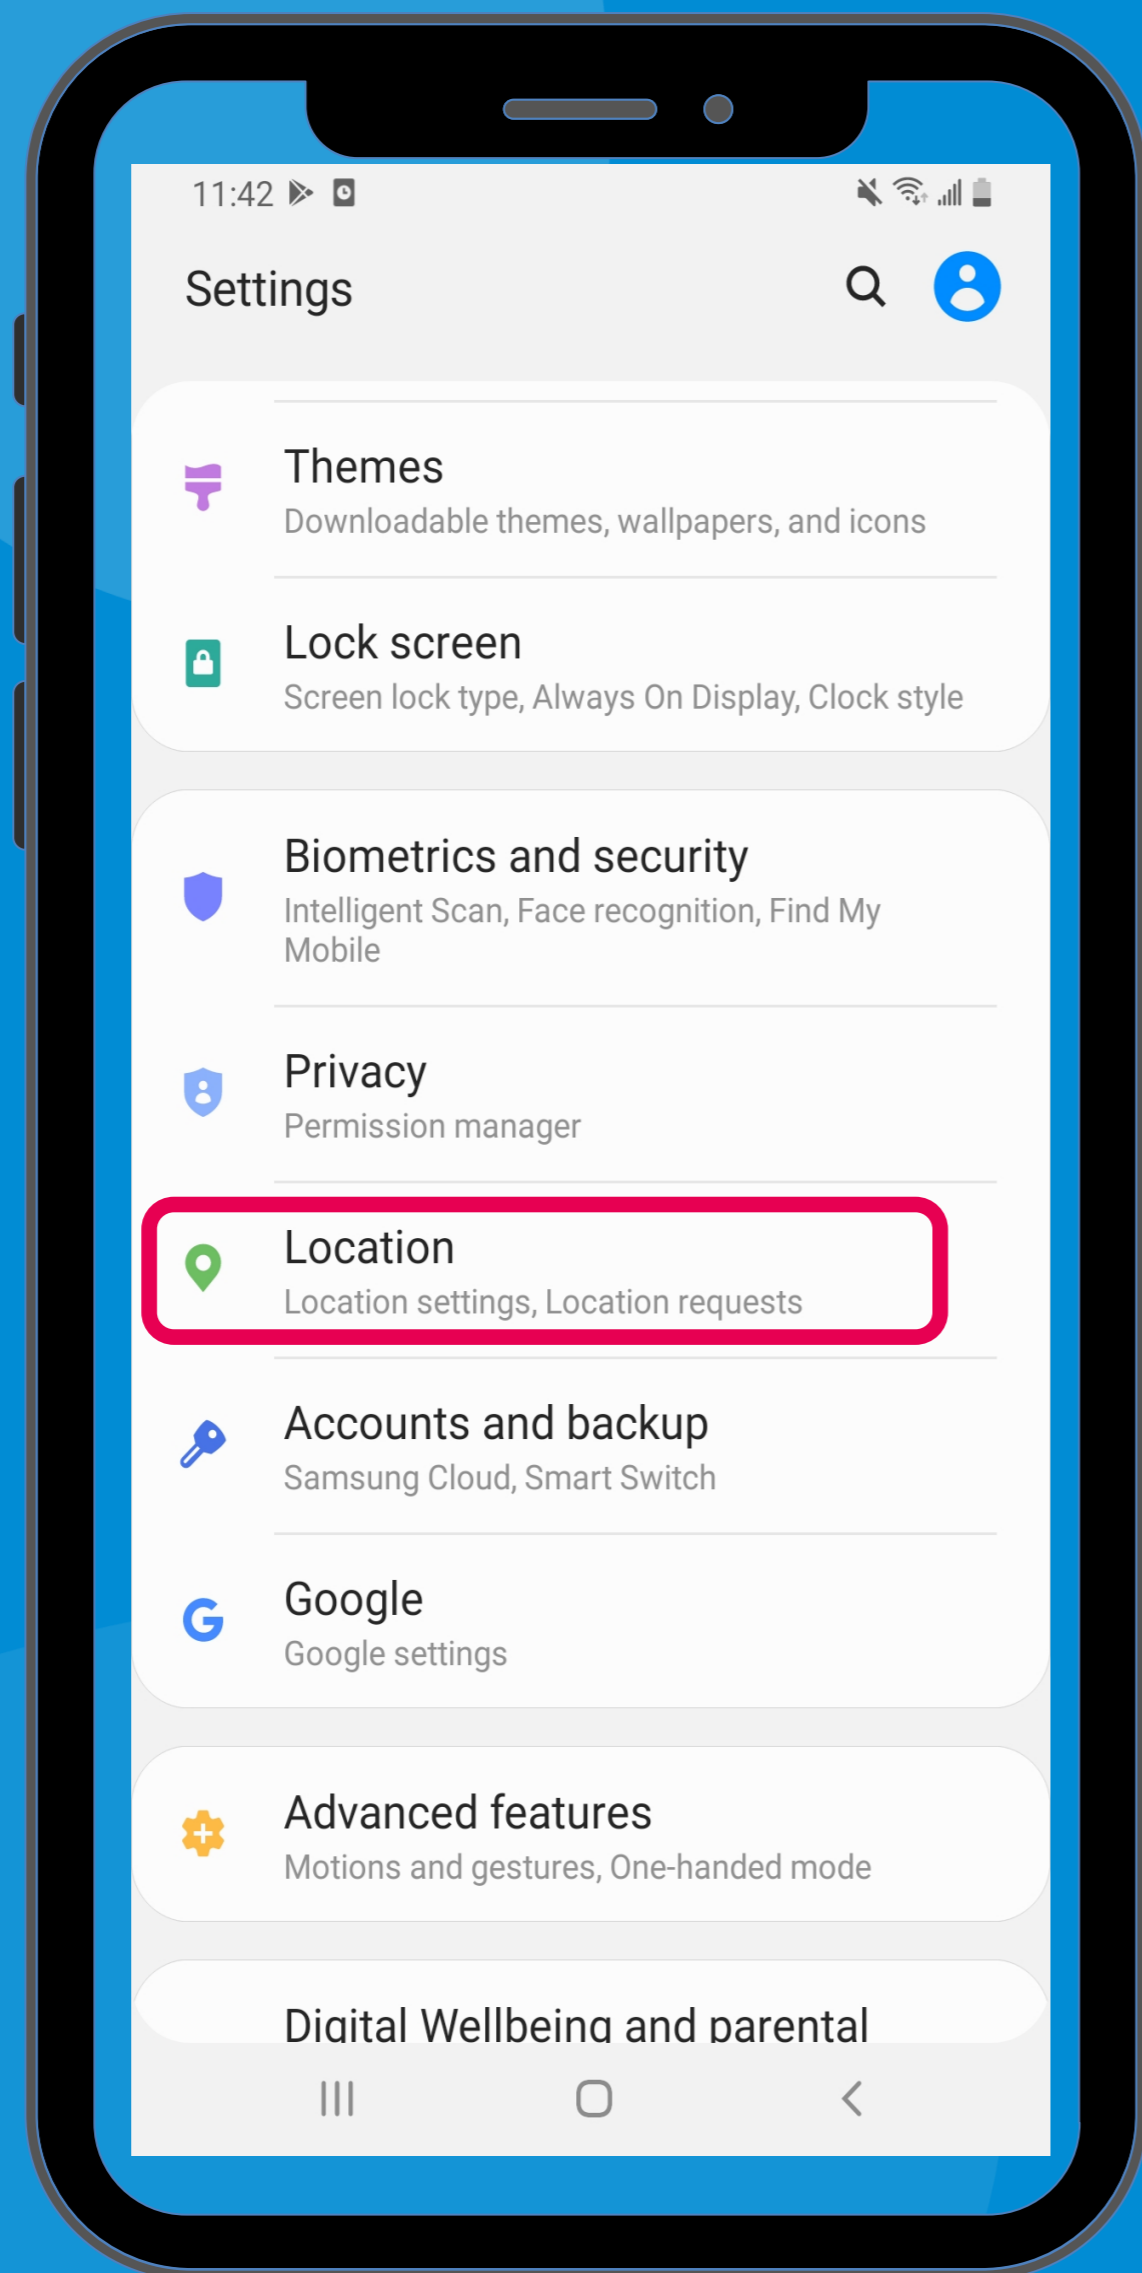 11:42
Settings
Themes
Downloadable themes, wallpapers, and icons
Lock screen
Screen lock type, Always On Display, Clock style
Biometrics and security
Intelligent Scan, Face recognition, Find My
Mobile
Privacy
Permission manager
Location
Location settings, Location requests
Accounts and backup
Samsung Cloud, Smart Switch
Google
Google settings
Advanced features
Motions and gestures, One-handed mode
Digital Wellbeing and parental